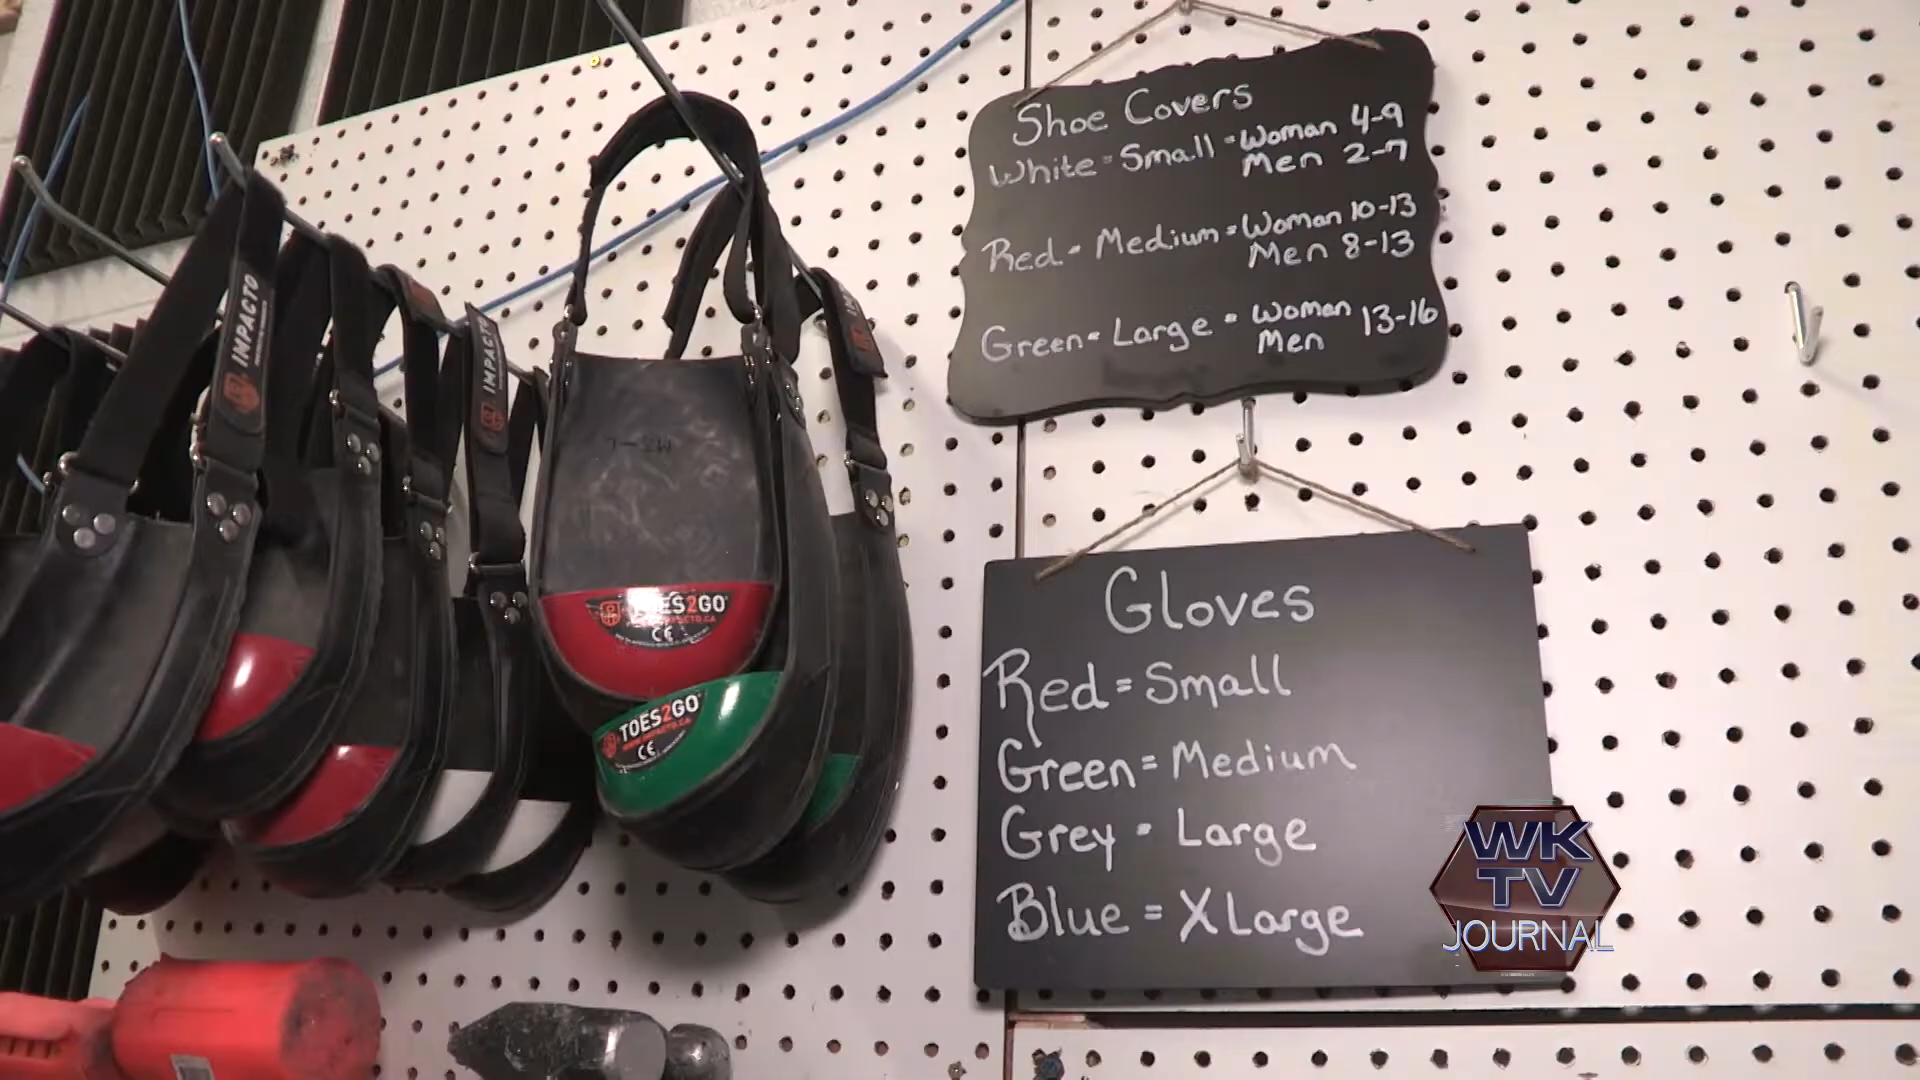 Shoe Covers
White = Small = Woman 4-9
Men 2-7
Red = Medium = Woman 10-13
Men 8-13
Green = Large = Woman 13-16
Men
Gloves
Red = Small
Green = Medium
Grey = Large
Blue = XLarge
IMPACTO
IMPACTO
TOES2GO
CE
TOES2GO
CE
WK
TV
JOURNAL